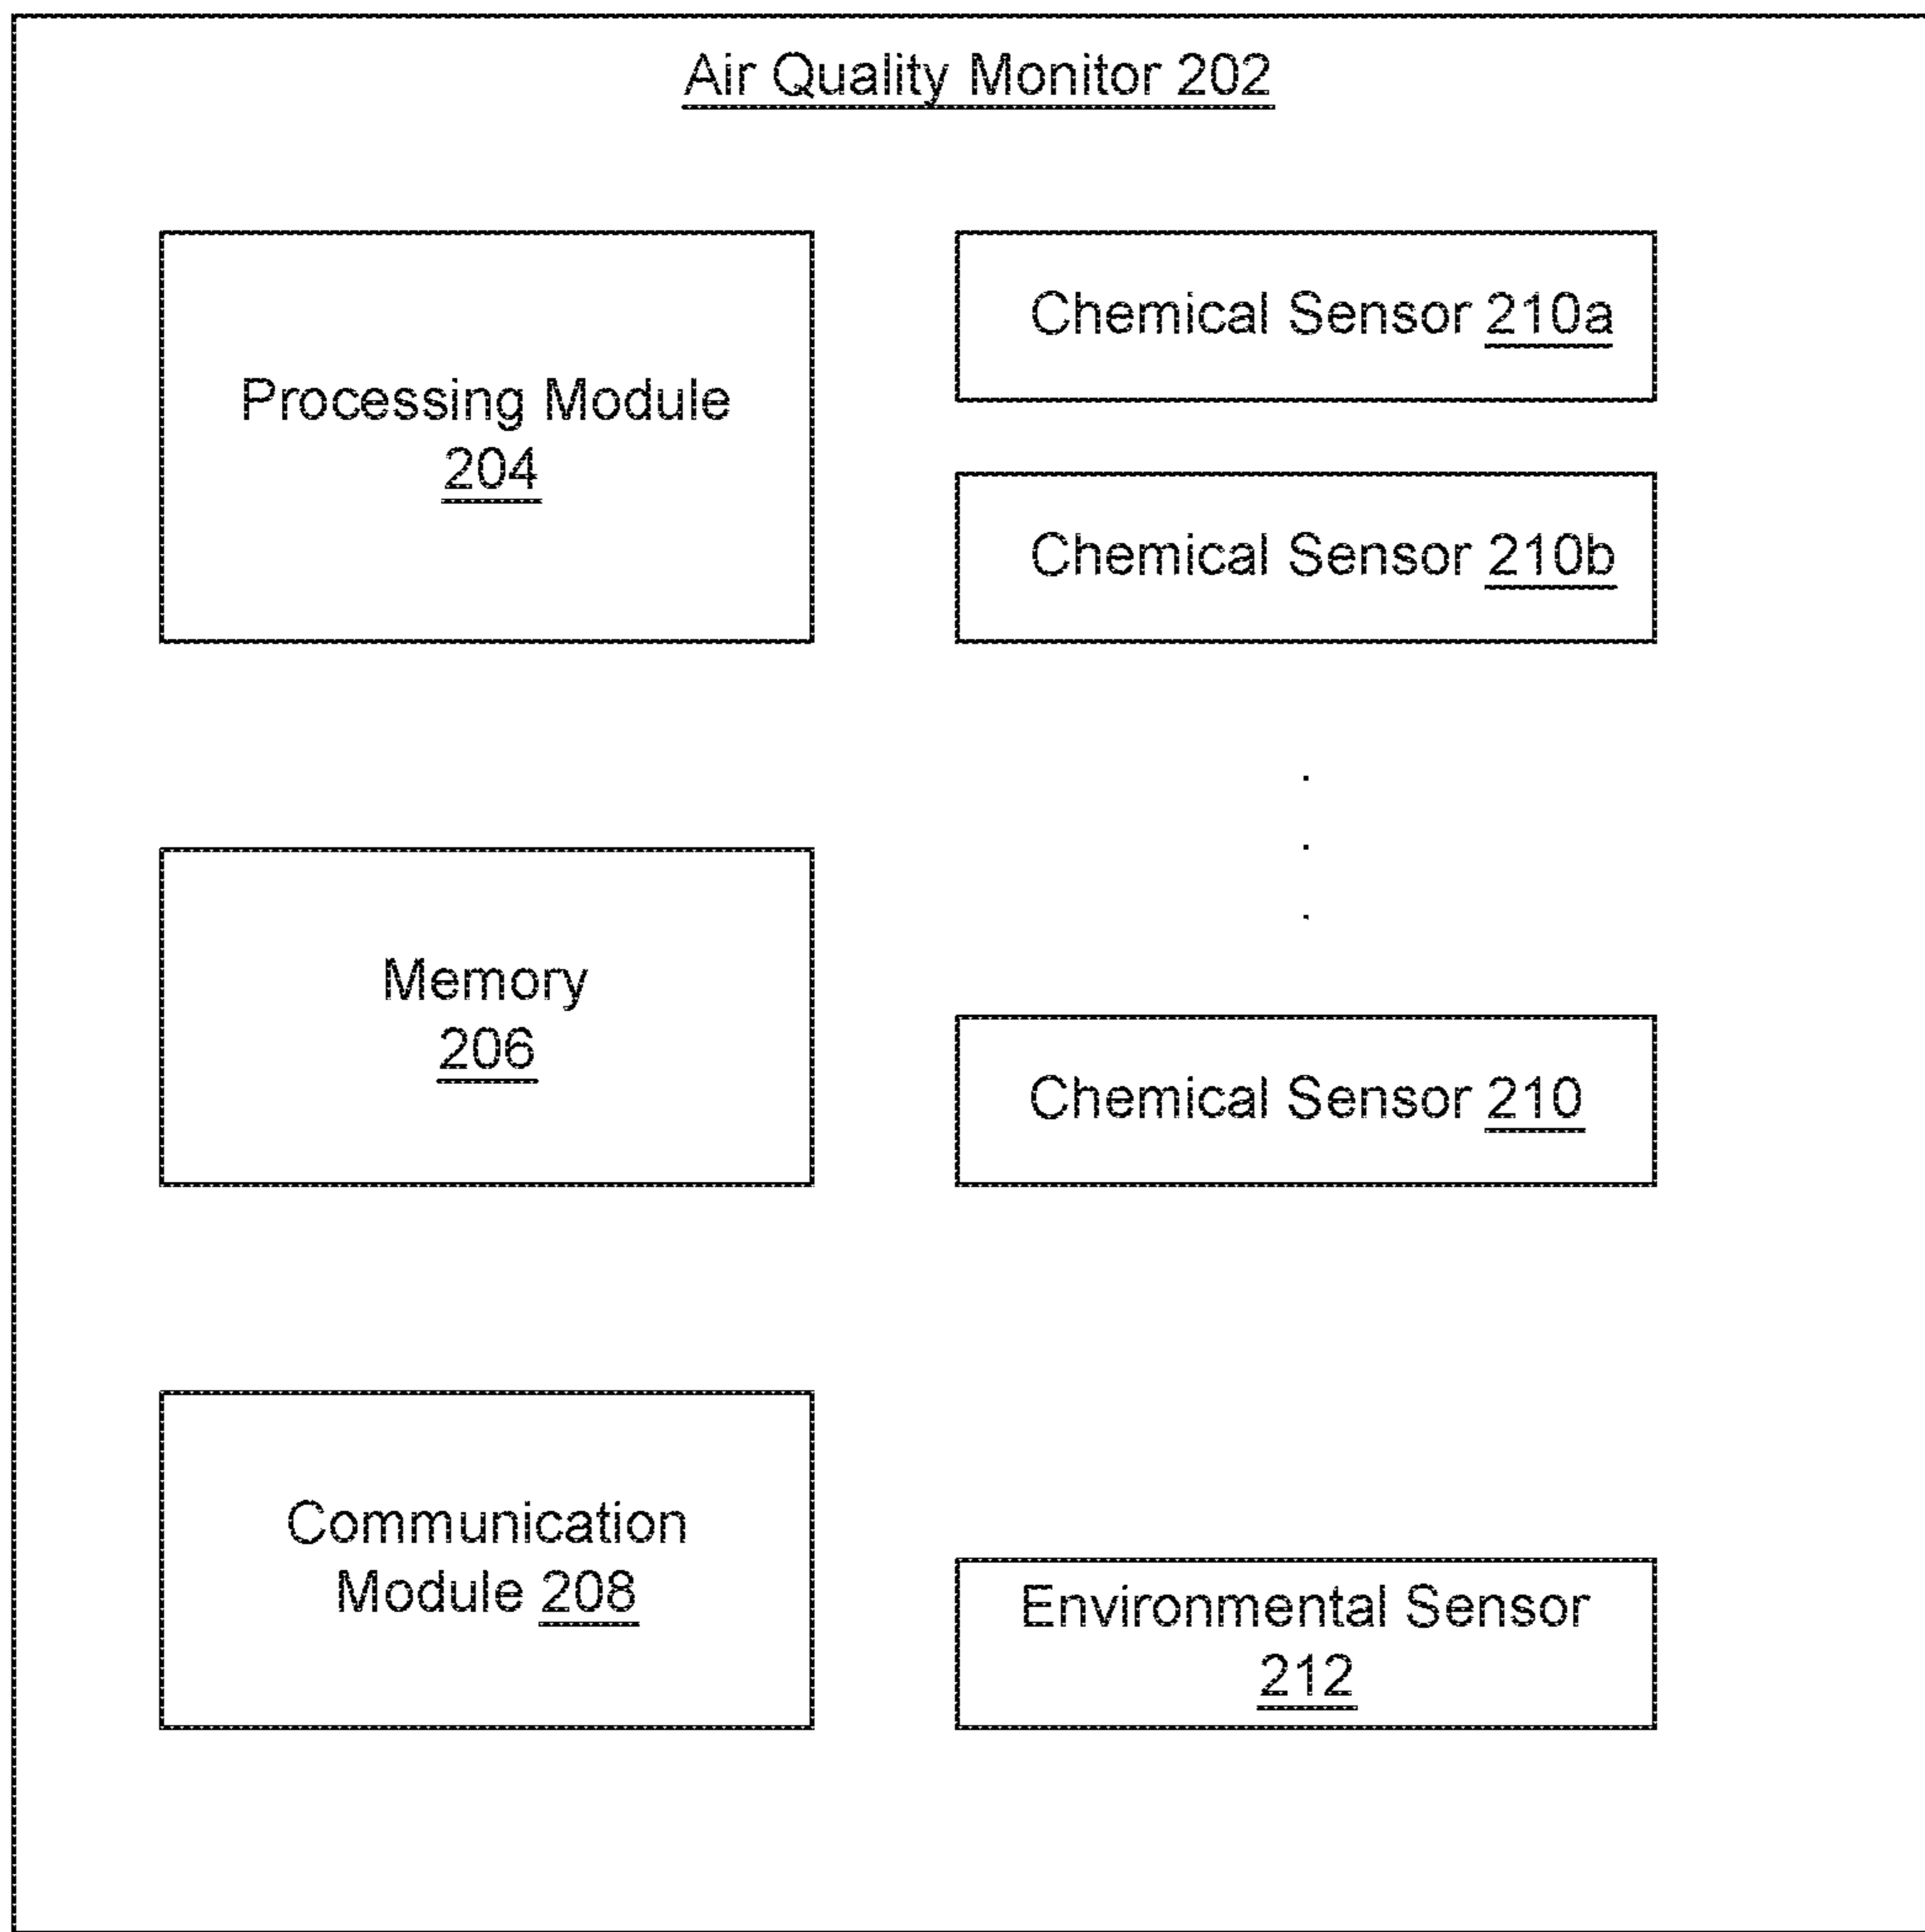 Air Quality Monitor 202
Processing Module
204
Chemical Sensor 210a
Chemical Sensor 210b
.
.
.
Memory
206
Chemical Sensor 210
Communication
Module 208
Environmental Sensor
212